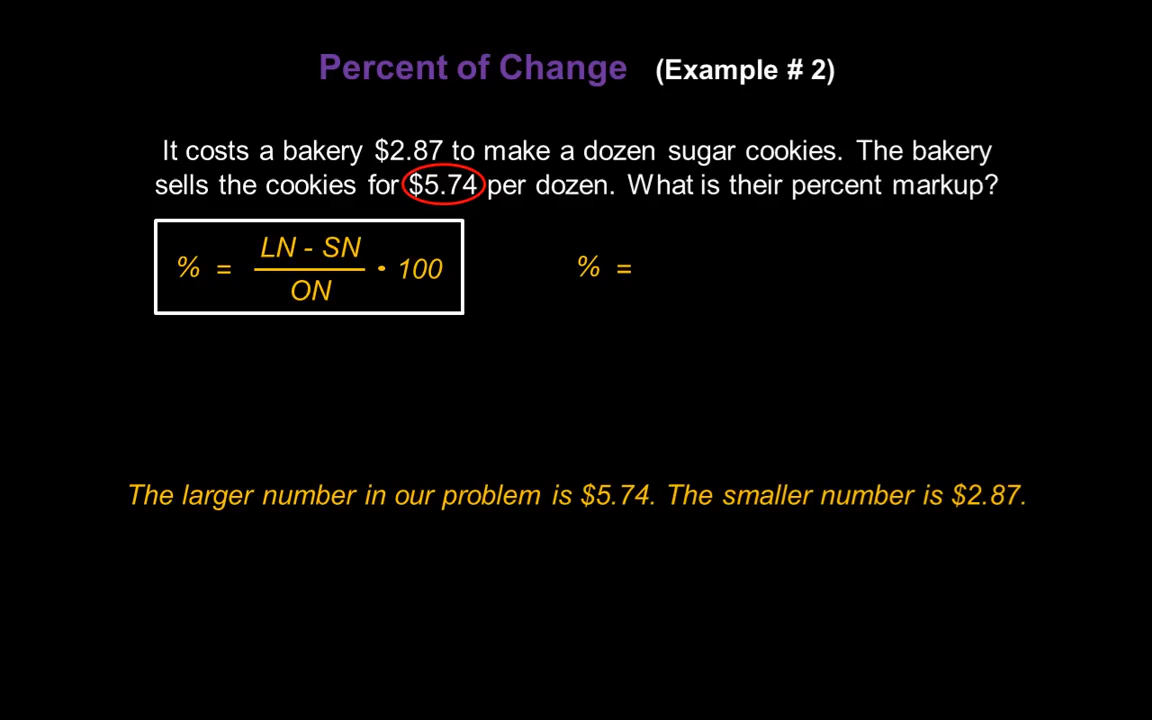 Percent of Change (Example # 2)
It costs a bakery $2.87 to make a dozen sugar cookies. The bakery
sells the cookies for $5.74 per dozen. What is their percent markup?
% = LN - SN / ON • 100
% =
The larger number in our problem is $5.74. The smaller number is $2.87.